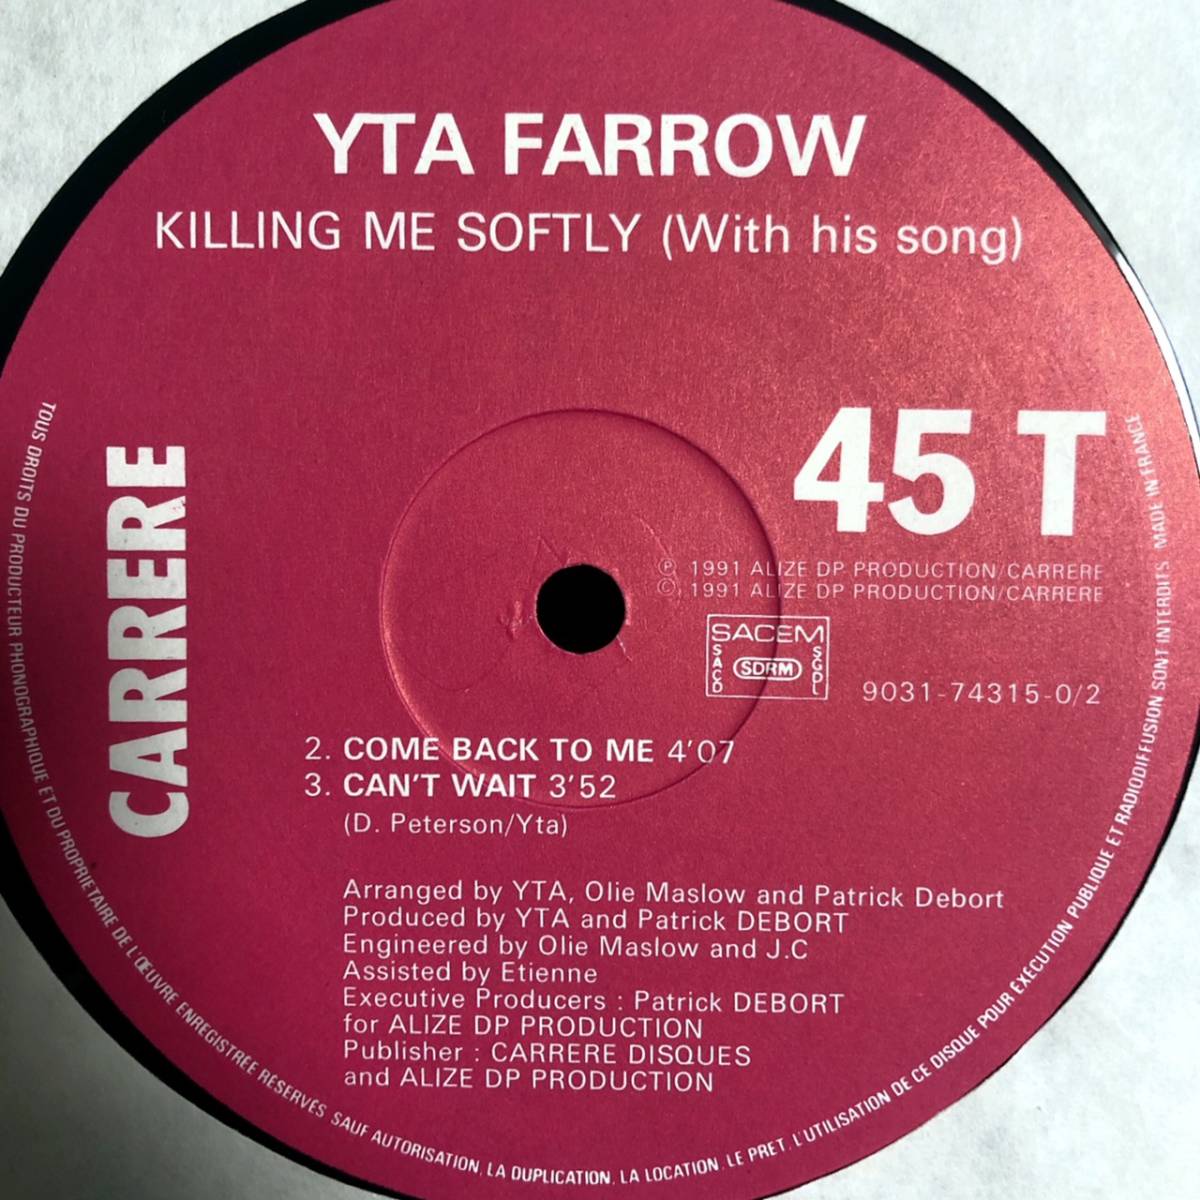 YTA FARROW
KILLING ME SOFTLY (With his song)
CARRERE
45 T
℗ 1991 ALIZE DP PRODUCTION/CARRERE
© 1991 ALIZE DP PRODUCTION/CARRERE
SACEM
SACD
SDRM
SGDL
9031-74315-0/2
2. COME BACK TO ME 4'07
3. CAN'T WAIT 3'52
(D. Peterson/Yta)
Arranged by YTA, Olie Maslow and Patrick Debort
Produced by YTA and Patrick DEBORT
Engineered by Olie Maslow and J.C
Assisted by Etienne
Executive Producers : Patrick DEBORT
for ALIZE DP PRODUCTION
Publisher : CARRERE DISQUES
and ALIZE DP PRODUCTION
TOUS DROITS DU PRODUCTEUR PHONOGRAPHIQUE ET DU PROPRIETAIRE DE L'ŒUVRE ENREGISTRÉE RÉSERVÉS SAUF AUTORISATION, LA DUPLICATION, LA LOCATION, LE PRET, L'UTILISATION DE CE DISQUE POUR EXECUTION PUBLIQUE ET RADIODIFFUSION SONT INTERDITS MADE IN FRANCE